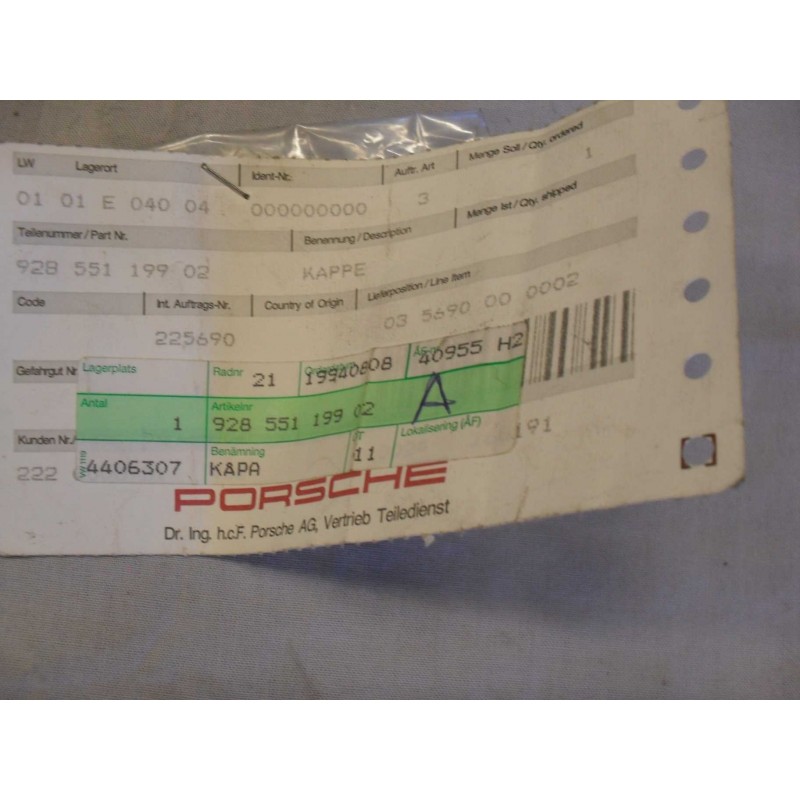 LW Lagerort Ident-Nr. Auftr. Art Menge Soll / Qty. ordered
01 01 E 040 04 000000000 3 1
Teilenummer / Part Nr. Benennung / Description Menge Ist / Qty. shipped
928 551 199 02 KAPPE
Code Int. Auftrags-Nr. Country of Origin Lieferposition / Line Item
225690 03 5690 00 0002
Gefahrgut Nr
Kunden Nr./
222 191
Lagerplats Radnr 21 19940808 40955 H2
Antal 1 Artikelnr 928 551 199 02 A
4406307 Benämning KAPA 11 Lokalisering (ÅF)
PORSCHE
Dr. Ing. h.c.F. Porsche AG, Vertrieb Teiledienst